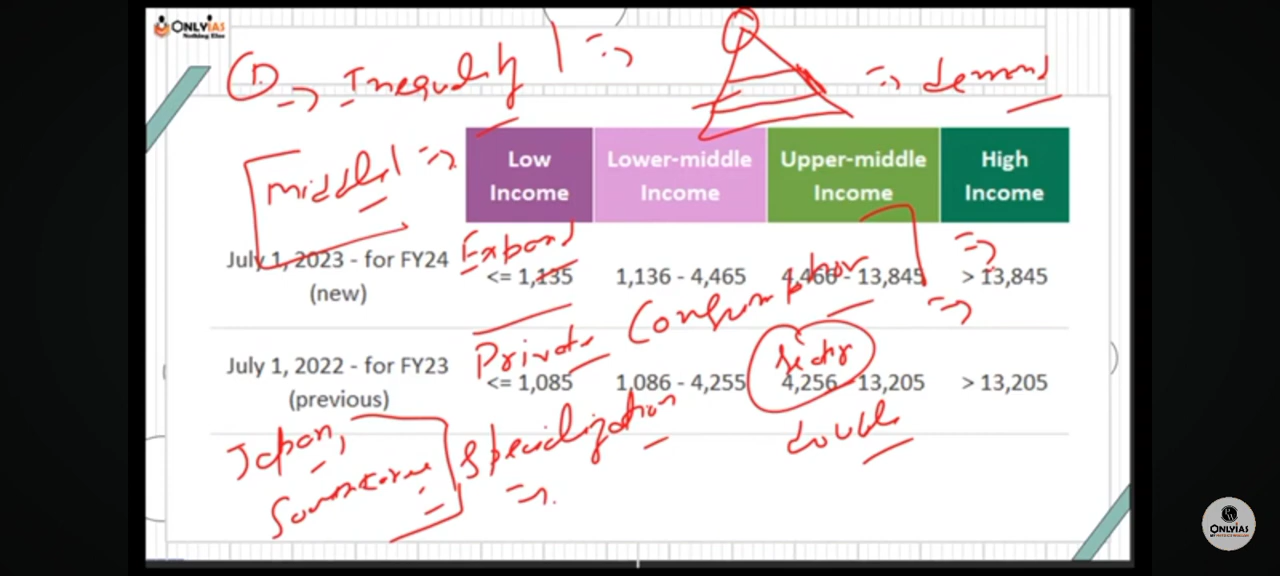 ONLYIAS
Nothing Else
① => Inequality => => demand
Middle =>
Low Income
Lower-middle Income
Upper-middle Income
High Income
Expand
July 1, 2023 - for FY24 (new)
<= 1,135
1,136 - 4,465
4,466 - 13,845
> 13,845
Private Consumption =>
sector
July 1, 2022 - for FY23 (previous)
<= 1,085
1,086 - 4,255
4,256 - 13,205
> 13,205
double
Japan,
Specialization =>
ONLYIAS